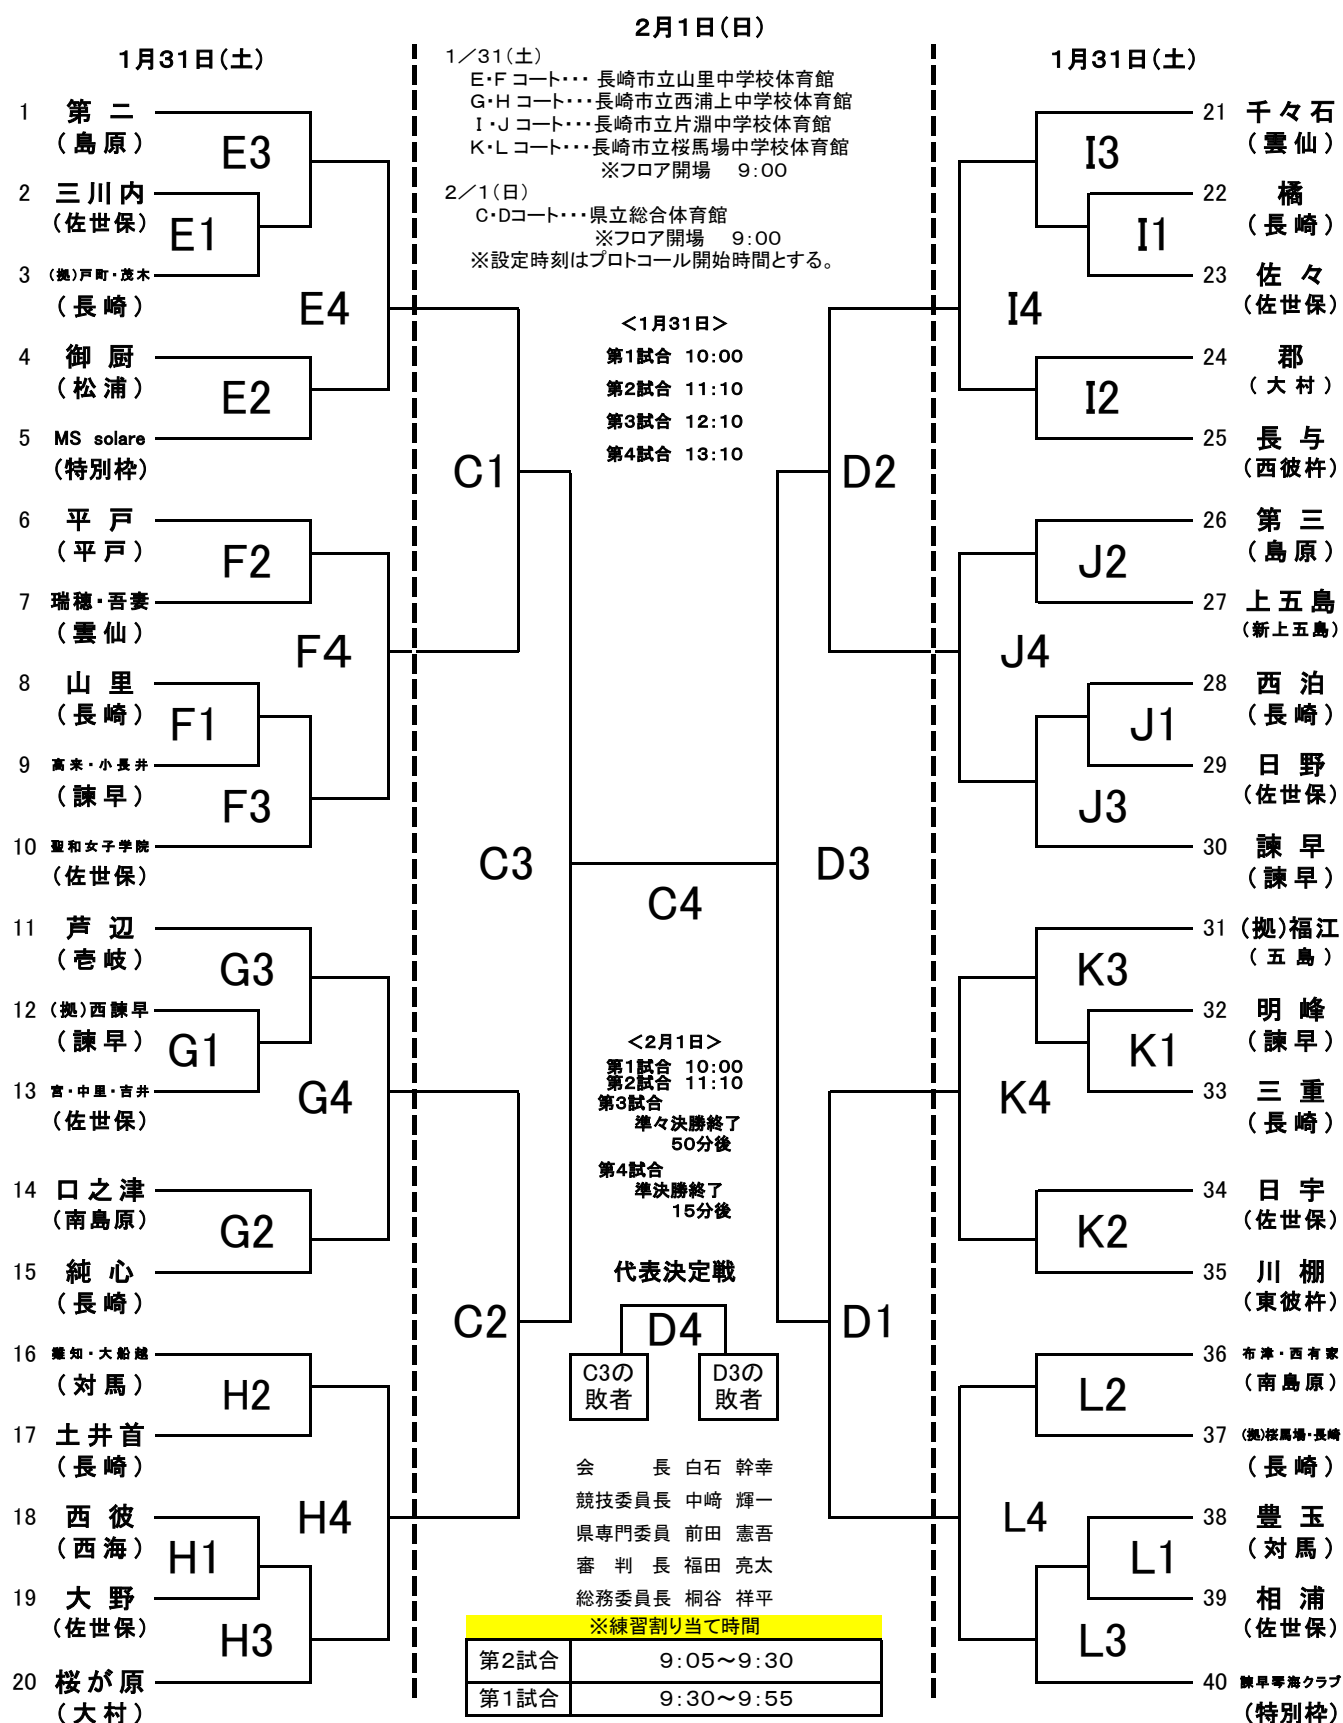 2月1日(日)
1月31日(土)
1月31日(土)
1/31(土)
E・F コート・・・ 長崎市立山里中学校体育館
G・H コート・・・長崎市立西浦上中学校体育館
I・J コート・・・長崎市立片淵中学校体育館
K・L コート・・・長崎市立桜馬場中学校体育館
※フロア開場 9:00
2/1(日)
C・Dコート・・・県立総合体育館
※フロア開場 9:00
※設定時刻はプロトコール開始時間とする。
1 第二
(島原)
2 三川内
(佐世保)
3 (拠)戸町・茂木
(長崎)
4 御厨
(松浦)
5 MS solare
(特別枠)
6 平戸
(平戸)
7 瑞穂・吾妻
(雲仙)
8 山里
(長崎)
9 高来・小長井
(諫早)
10 聖和女子学院
(佐世保)
11 芦辺
(壱岐)
12 (拠)西諫早
(諫早)
13 宮・中里・吉井
(佐世保)
14 口之津
(南島原)
15 純心
(長崎)
16 雞知・大船越
(対馬)
17 土井首
(長崎)
18 西彼
(西海)
19 大野
(佐世保)
20 桜が原
(大村)
E3
E1
E4
E2
F2
F4
F1
F3
G3
G1
G4
G2
H2
H4
H1
H3
C1
C3
C2
<1月31日>
第1試合 10:00
第2試合 11:10
第3試合 12:10
第4試合 13:10
C4
<2月1日>
第1試合 10:00
第2試合 11:10
第3試合
準々決勝終了
50分後
第4試合
準決勝終了
15分後
代表決定戦
D4
C3の
敗者
D3の
敗者
会長 白石 幹幸
競技委員長 中﨑 輝一
県専門委員 前田 憲吾
審判長 福田 亮太
総務委員長 桐谷 祥平
※練習割り当て時間
第2試合 9:05~9:30
第1試合 9:30~9:55
D2
D3
D1
I3
I1
I4
I2
J2
J4
J1
J3
K3
K1
K4
K2
L2
L4
L1
L3
21 千々石
(雲仙)
22 橘
(長崎)
23 佐々
(佐世保)
24 郡
(大村)
25 長与
(西彼杵)
26 第三
(島原)
27 上五島
(新上五島)
28 西泊
(長崎)
29 日野
(佐世保)
30 諫早
(諫早)
31 (拠)福江
(五島)
32 明峰
(諫早)
33 三重
(長崎)
34 日宇
(佐世保)
35 川棚
(東彼杵)
36 布津・西有家
(南島原)
37 (拠)桜馬場・長崎
(長崎)
38 豊玉
(対馬)
39 相浦
(佐世保)
40 諫早琴海クラブ
(特別枠)